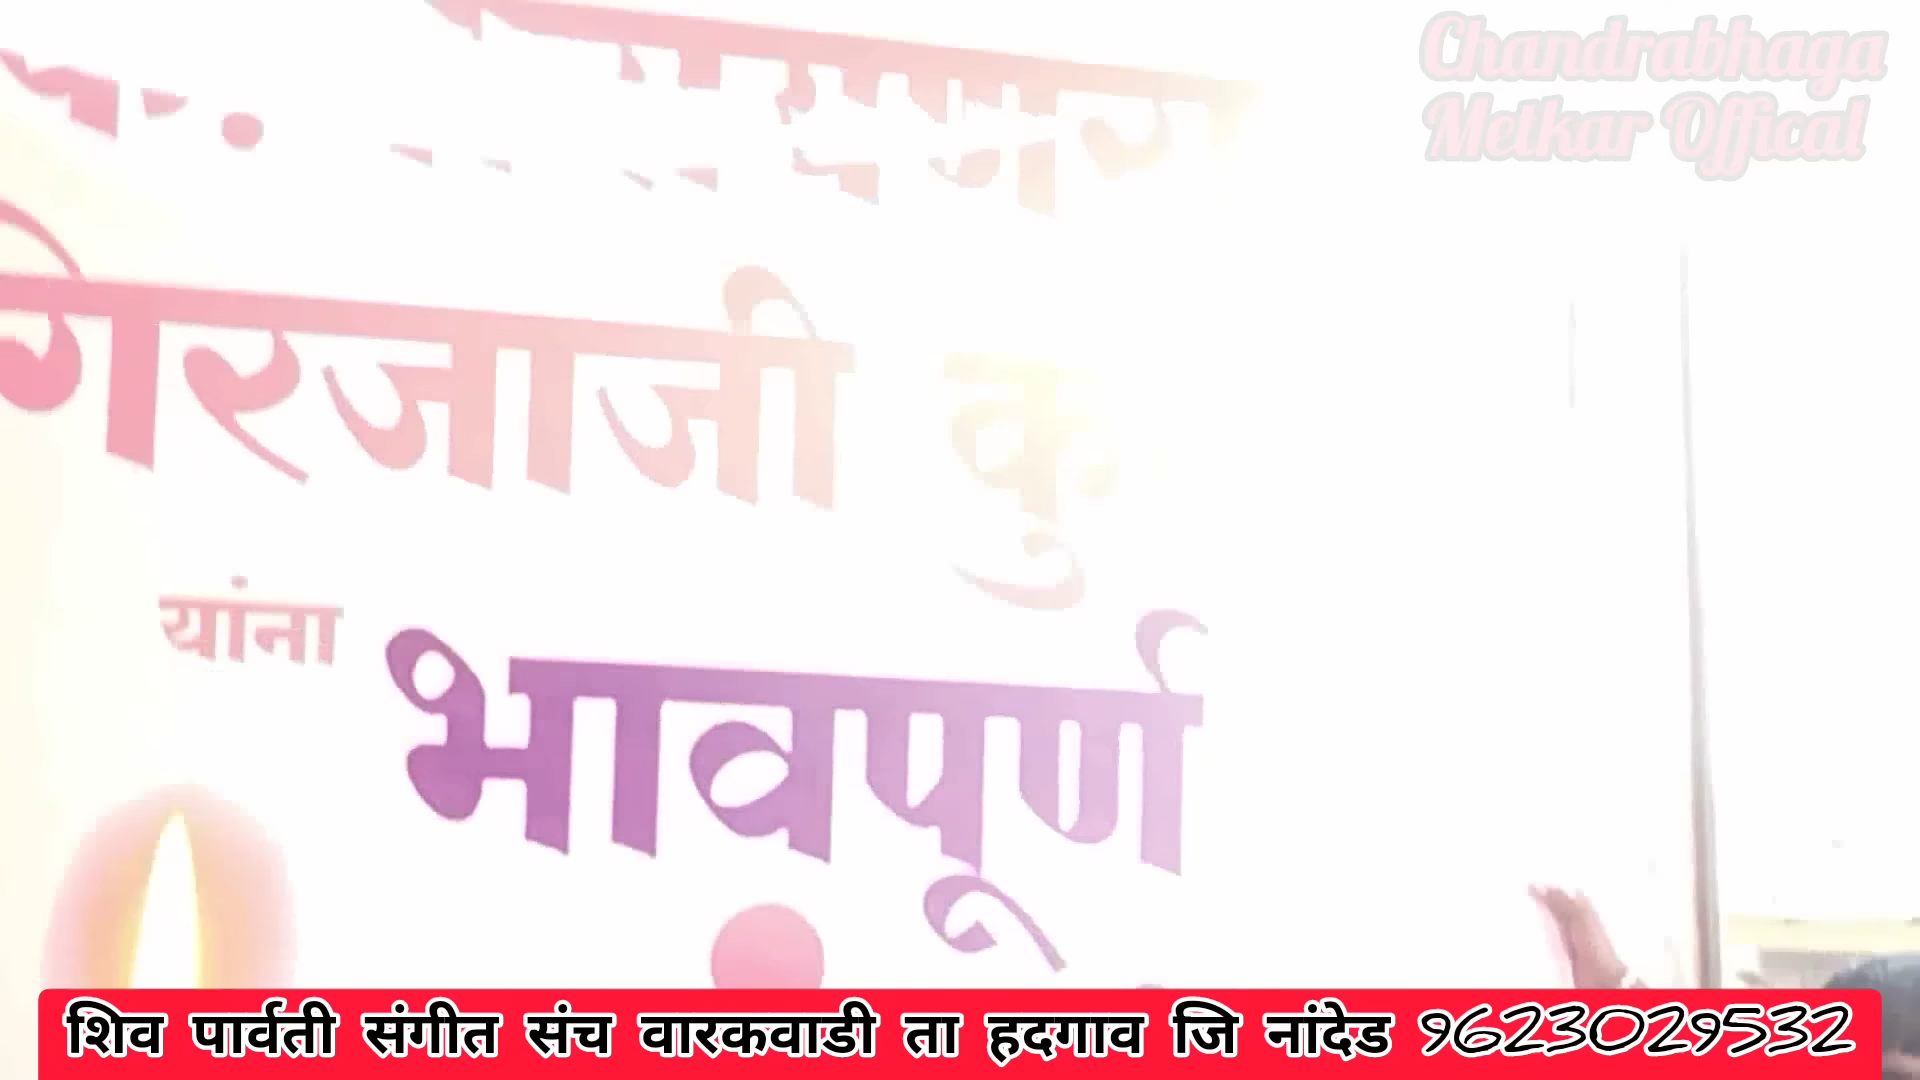 Chandrabhaga
Metkar Offical
गिरजाजी
यांना
भावपूर्ण
शिव पार्वती संगीत संच वारकवाडी ता हदगाव जि नांदेड 9623029532